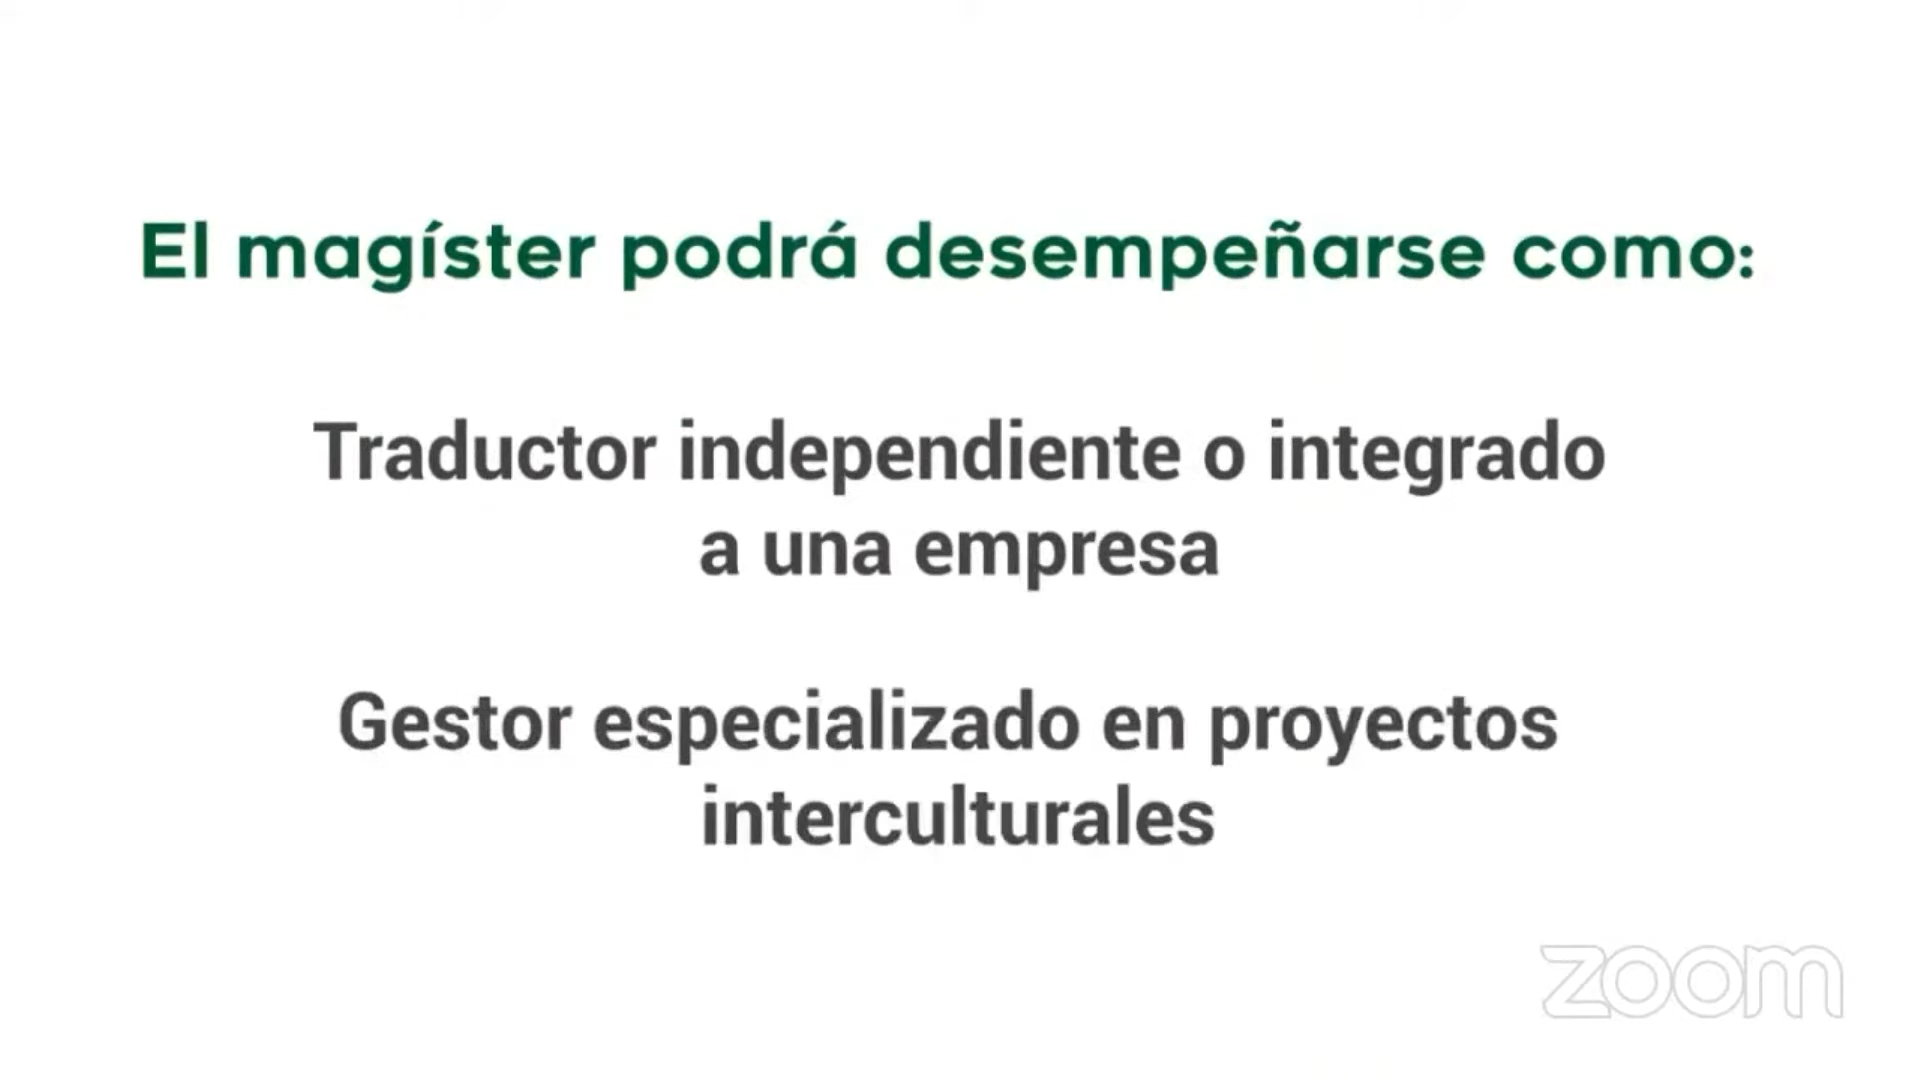 El magíster podrá desempeñarse como:
Traductor independiente o integrado
a una empresa
Gestor especializado en proyectos
interculturales
zoom